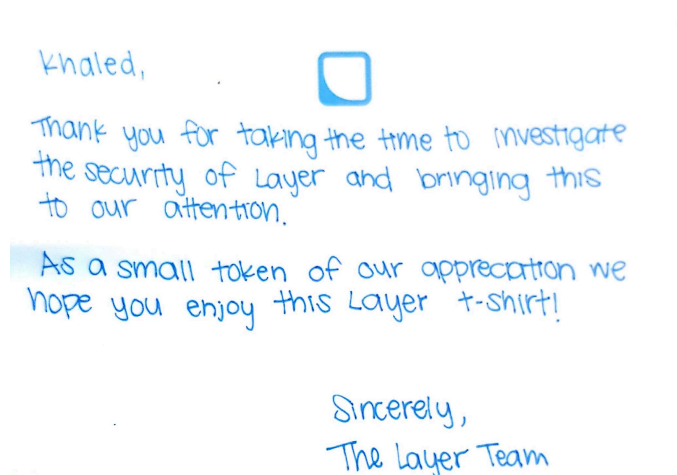 Khaled,
Thank you for taking the time to investigate
the security of Layer and bringing this
to our attention.
As a small token of our apprecation we
hope you enjoy this Layer t-shirt!
Sincerely,
The Layer Team